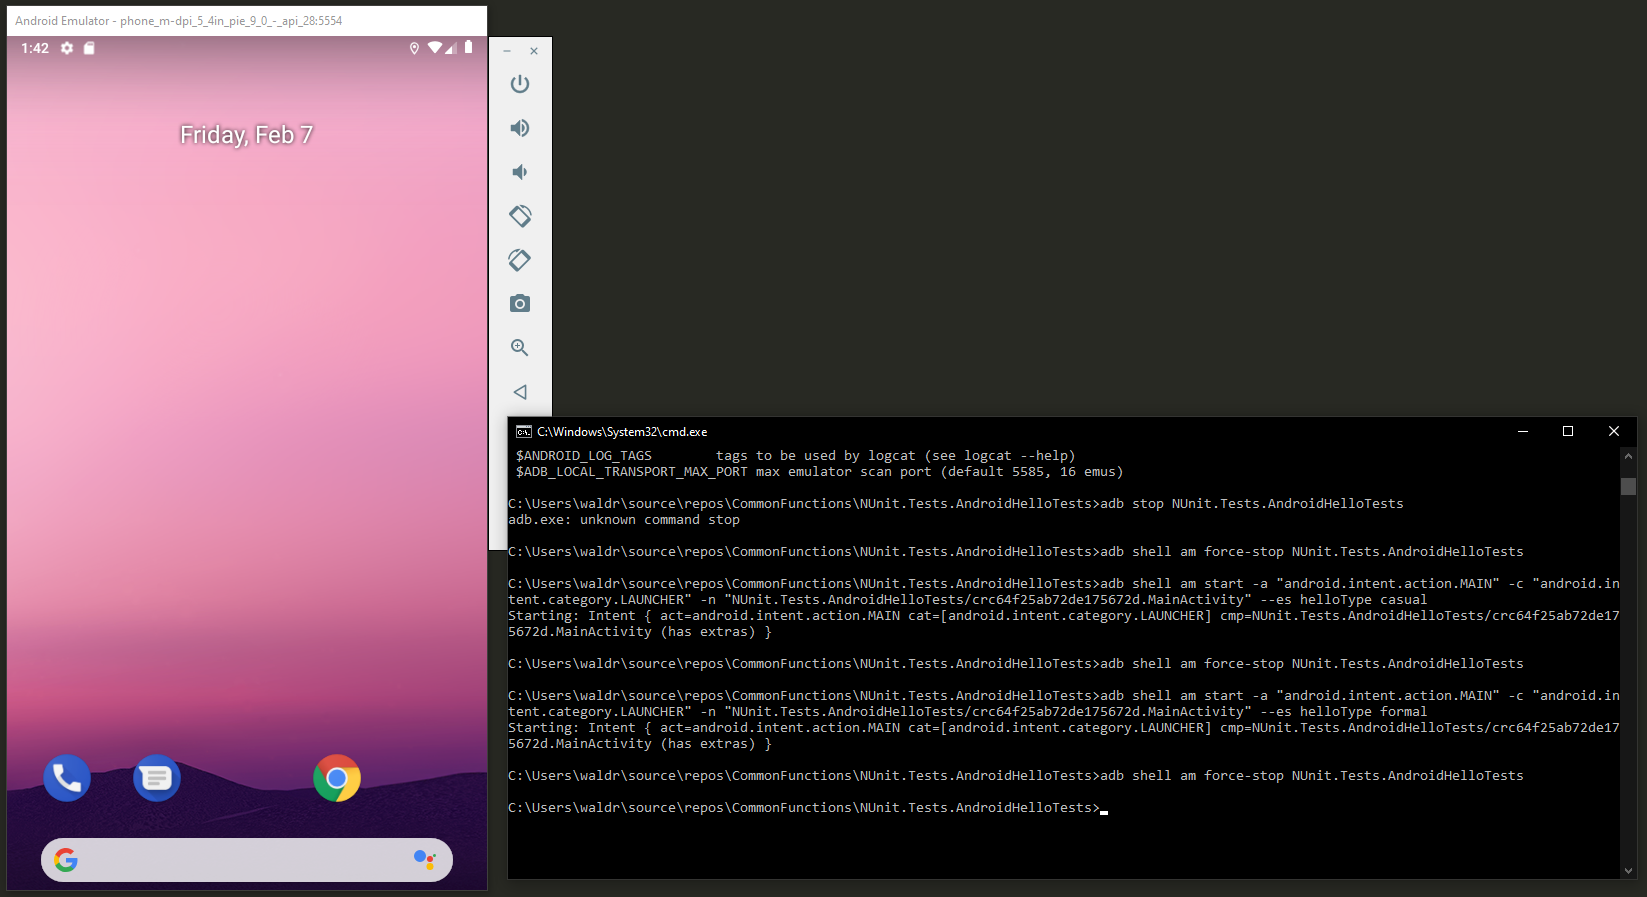 Android Emulator - phone_m-dpi_5_4in_pie_9_0_-_api_28:5554
1:42
Friday, Feb 7
C:\Windows\System32\cmd.exe
$ANDROID_LOG_TAGS        tags to be used by logcat (see logcat --help)
$ADB_LOCAL_TRANSPORT_MAX_PORT max emulator scan port (default 5585, 16 emus)
C:\Users\waldr\source\repos\CommonFunctions\NUnit.Tests.AndroidHelloTests>adb stop NUnit.Tests.AndroidHelloTests
adb.exe: unknown command stop
C:\Users\waldr\source\repos\CommonFunctions\NUnit.Tests.AndroidHelloTests>adb shell am force-stop NUnit.Tests.AndroidHelloTests
C:\Users\waldr\source\repos\CommonFunctions\NUnit.Tests.AndroidHelloTests>adb shell am start -a "android.intent.action.MAIN" -c "android.in
tent.category.LAUNCHER" -n "NUnit.Tests.AndroidHelloTests/crc64f25ab72de175672d.MainActivity" --es helloType casual
Starting: Intent { act=android.intent.action.MAIN cat=[android.intent.category.LAUNCHER] cmp=NUnit.Tests.AndroidHelloTests/crc64f25ab72de17
5672d.MainActivity (has extras) }
C:\Users\waldr\source\repos\CommonFunctions\NUnit.Tests.AndroidHelloTests>adb shell am force-stop NUnit.Tests.AndroidHelloTests
C:\Users\waldr\source\repos\CommonFunctions\NUnit.Tests.AndroidHelloTests>adb shell am start -a "android.intent.action.MAIN" -c "android.in
tent.category.LAUNCHER" -n "NUnit.Tests.AndroidHelloTests/crc64f25ab72de175672d.MainActivity" --es helloType formal
Starting: Intent { act=android.intent.action.MAIN cat=[android.intent.category.LAUNCHER] cmp=NUnit.Tests.AndroidHelloTests/crc64f25ab72de17
5672d.MainActivity (has extras) }
C:\Users\waldr\source\repos\CommonFunctions\NUnit.Tests.AndroidHelloTests>adb shell am force-stop NUnit.Tests.AndroidHelloTests
C:\Users\waldr\source\repos\CommonFunctions\NUnit.Tests.AndroidHelloTests>